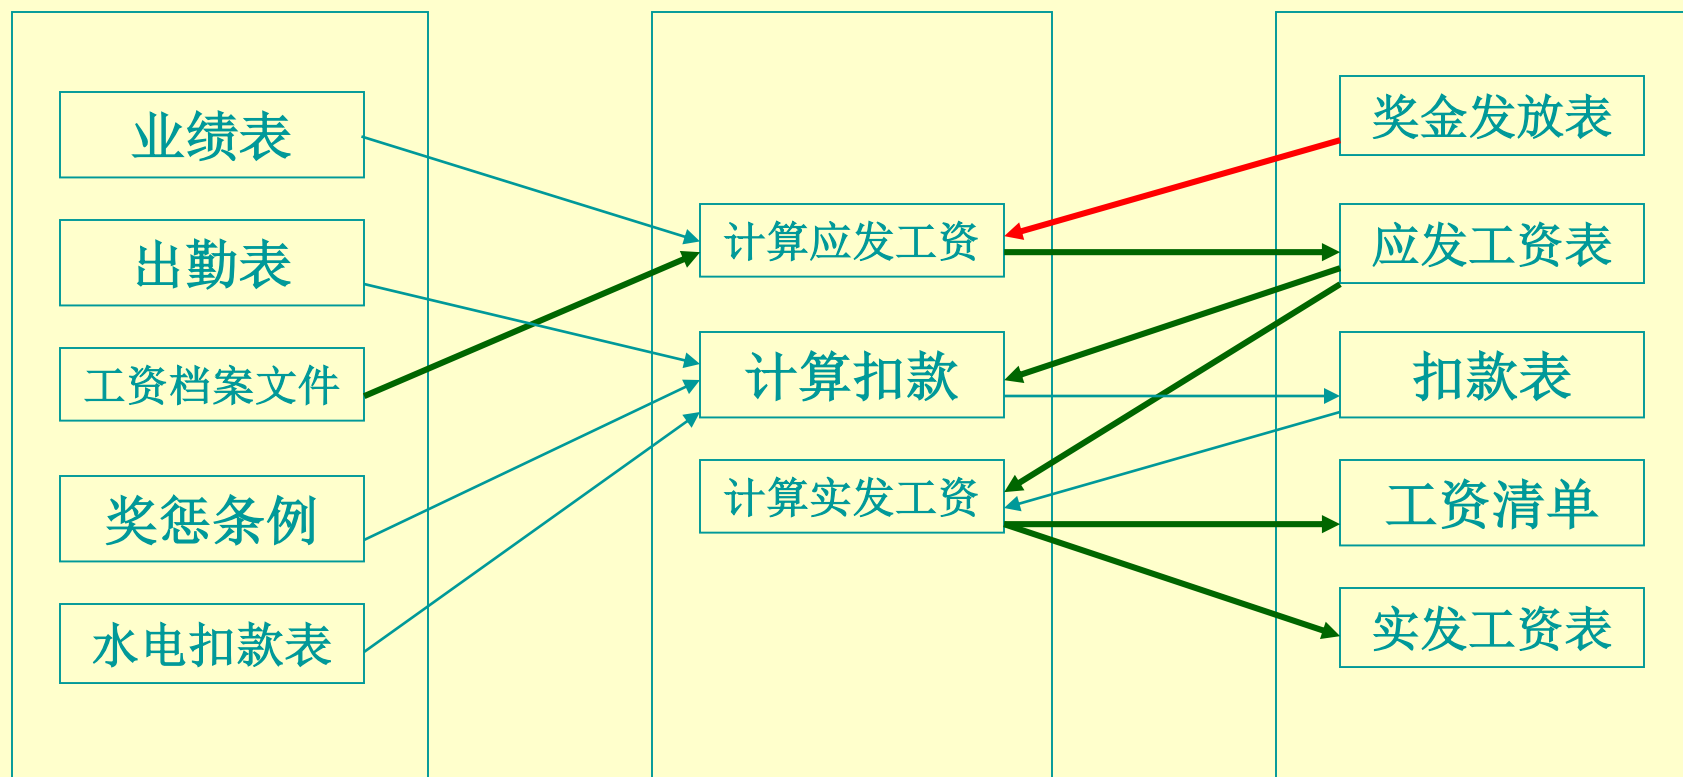 业绩表
出勤表
工资档案文件
奖惩条例
水电扣款表
计算应发工资
计算扣款
计算实发工资
奖金发放表
应发工资表
扣款表
工资清单
实发工资表